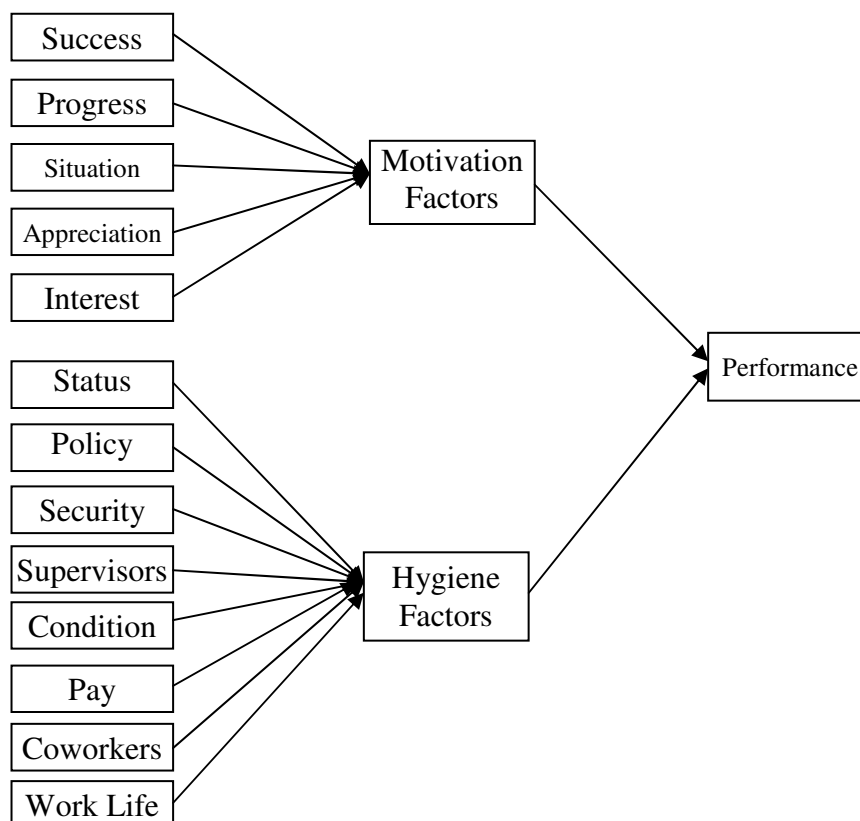 Success
Progress
Situation
Appreciation
Interest
Motivation
Factors
Performance
Status
Policy
Security
Supervisors
Condition
Pay
Coworkers
Work Life
Hygiene
Factors